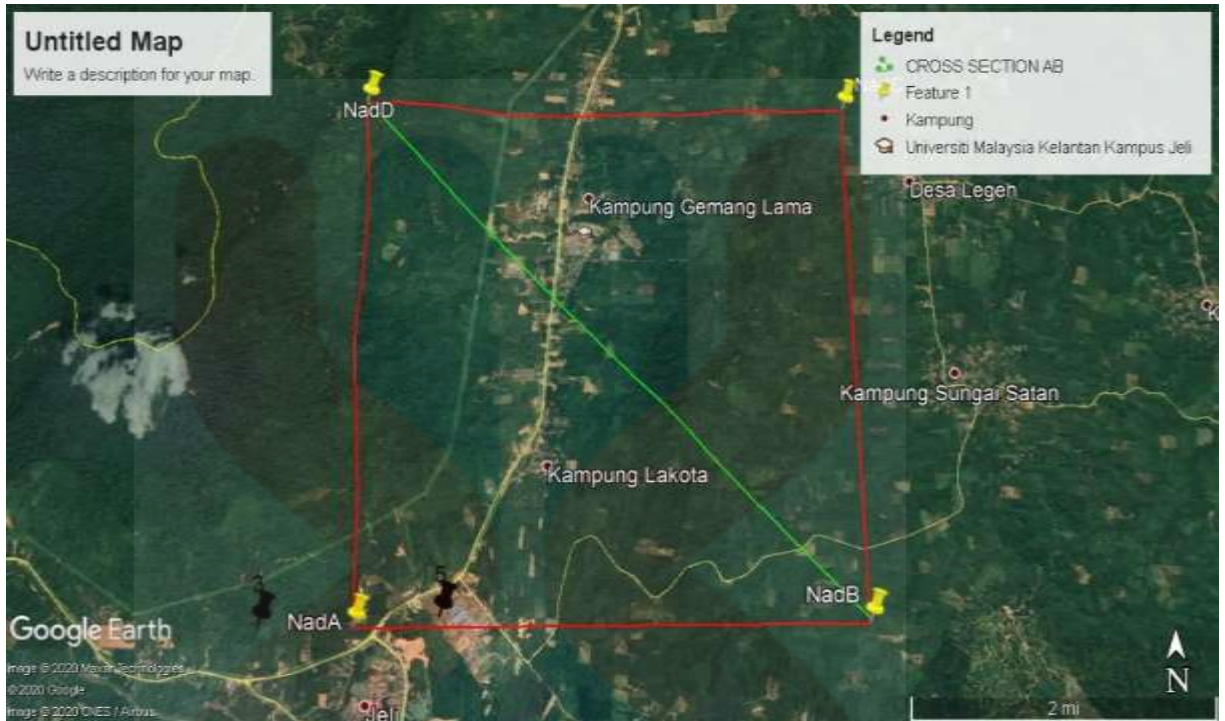 Untitled Map
Write a description for your map.
Legend
CROSS SECTION AB
Feature 1
Kampung
Universiti Malaysia Kelantan Kampus Jeli
NadD
Desa Legeh
Kampung Gemang Lama
K
Kampung Sungai Satan
Kampung Lakota
5
NadB
NadA
Google Earth
Image © 2020 Maxar Technologies
© 2020 Google
Image © 2020 CNES / Airbus
Jeli
N
2 mi